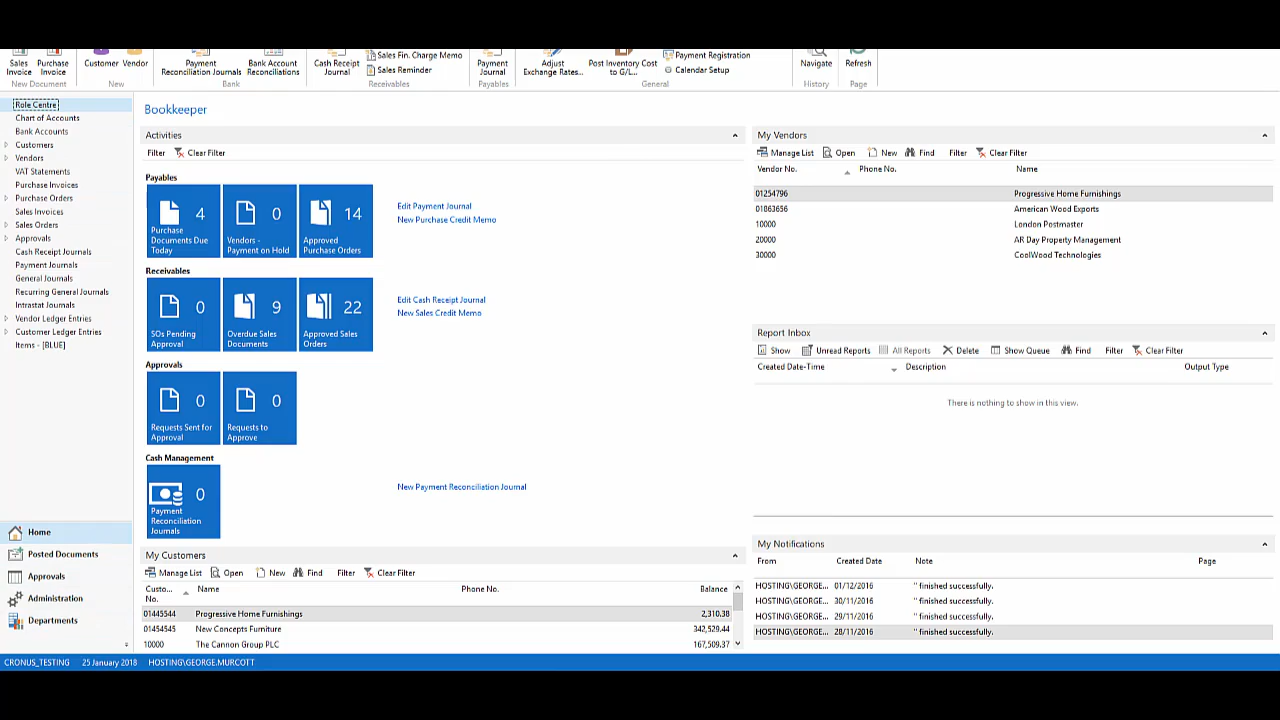 Sales Invoice
Purchase Invoice
New Document
Customer Vendor
New
Payment Reconciliation Journals
Bank Account Reconciliations
Bank
Cash Receipt Journal
Sales Fin. Charge Memo
Sales Reminder
Receivables
Payment Journal
Payables
Adjust Exchange Rates...
Post Inventory Cost to G/L...
Payment Registration
Calendar Setup
General
Navigate
History
Refresh
Page
Role Centre
Chart of Accounts
Bank Accounts
Customers
Vendors
VAT Statements
Purchase Invoices
Purchase Orders
Sales Invoices
Sales Orders
Approvals
Cash Receipt Journals
Payment Journals
General Journals
Recurring General Journals
Intrastat Journals
Vendor Ledger Entries
Customer Ledger Entries
Items - [BLUE]
Home
Posted Documents
Approvals
Administration
Departments
Bookkeeper
Activities
Filter Clear Filter
Payables
4
Purchase Documents Due Today
0
Vendors - Payment on Hold
14
Approved Purchase Orders
Edit Payment Journal
New Purchase Credit Memo
Receivables
0
SOs Pending Approval
9
Overdue Sales Documents
22
Approved Sales Orders
Edit Cash Receipt Journal
New Sales Credit Memo
Approvals
0
Requests Sent for Approval
0
Requests to Approve
Cash Management
0
Payment Reconciliation Journals
New Payment Reconciliation Journal
My Customers
Manage List Open New Find Filter Clear Filter
Custo... No. Name Phone No. Balance
01445544 Progressive Home Furnishings 2,310.38
01454545 New Concepts Furniture 342,529.44
10000 The Cannon Group PLC 167,509.37
My Vendors
Manage List Open New Find Filter Clear Filter
Vendor No. Phone No. Name
01254796 Progressive Home Furnishings
01863656 American Wood Exports
10000 London Postmaster
20000 AR Day Property Management
30000 CoolWood Technologies
Report Inbox
Show Unread Reports All Reports Delete Show Queue Find Filter Clear Filter
Created Date-Time Description Output Type
There is nothing to show in this view.
My Notifications
From Created Date Note Page
HOSTING\GEORGE... 01/12/2016 '' finished successfully.
HOSTING\GEORGE... 30/11/2016 '' finished successfully.
HOSTING\GEORGE... 29/11/2016 '' finished successfully.
HOSTING\GEORGE... 28/11/2016 '' finished successfully.
CRONUS_TESTING 25 January 2018 HOSTING\GEORGE.MURCOTT